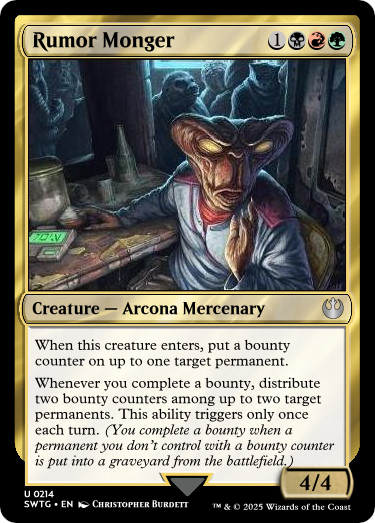 Rumor Monger 1
Creature — Arcona Mercenary
When this creature enters, put a bounty
counter on up to one target permanent.
Whenever you complete a bounty, distribute
two bounty counters among up to two target
permanents. This ability triggers only once
each turn. (You complete a bounty when a
permanent you don't control with a bounty counter
is put into a graveyard from the battlefield.)
4/4
U 0214
SWTG • EN Christopher Burdett ™ & © 2025 Wizards of the Coast